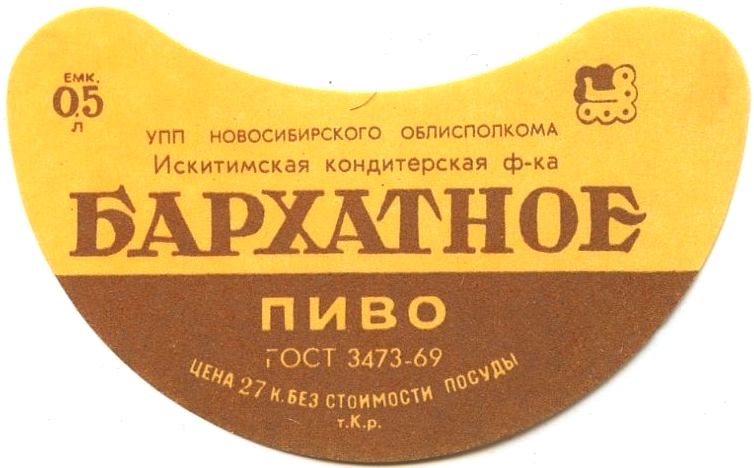 ЕМК.
0,5
Л
УПП НОВОСИБИРСКОГО ОБЛИСПОЛКОМА
Искитимская кондитерская ф-ка
БАРХАТНОЕ
ПИВО
ГОСТ 3473-69
ЦЕНА 27 К. БЕЗ СТОИМОСТИ ПОСУДЫ
т.К.р.